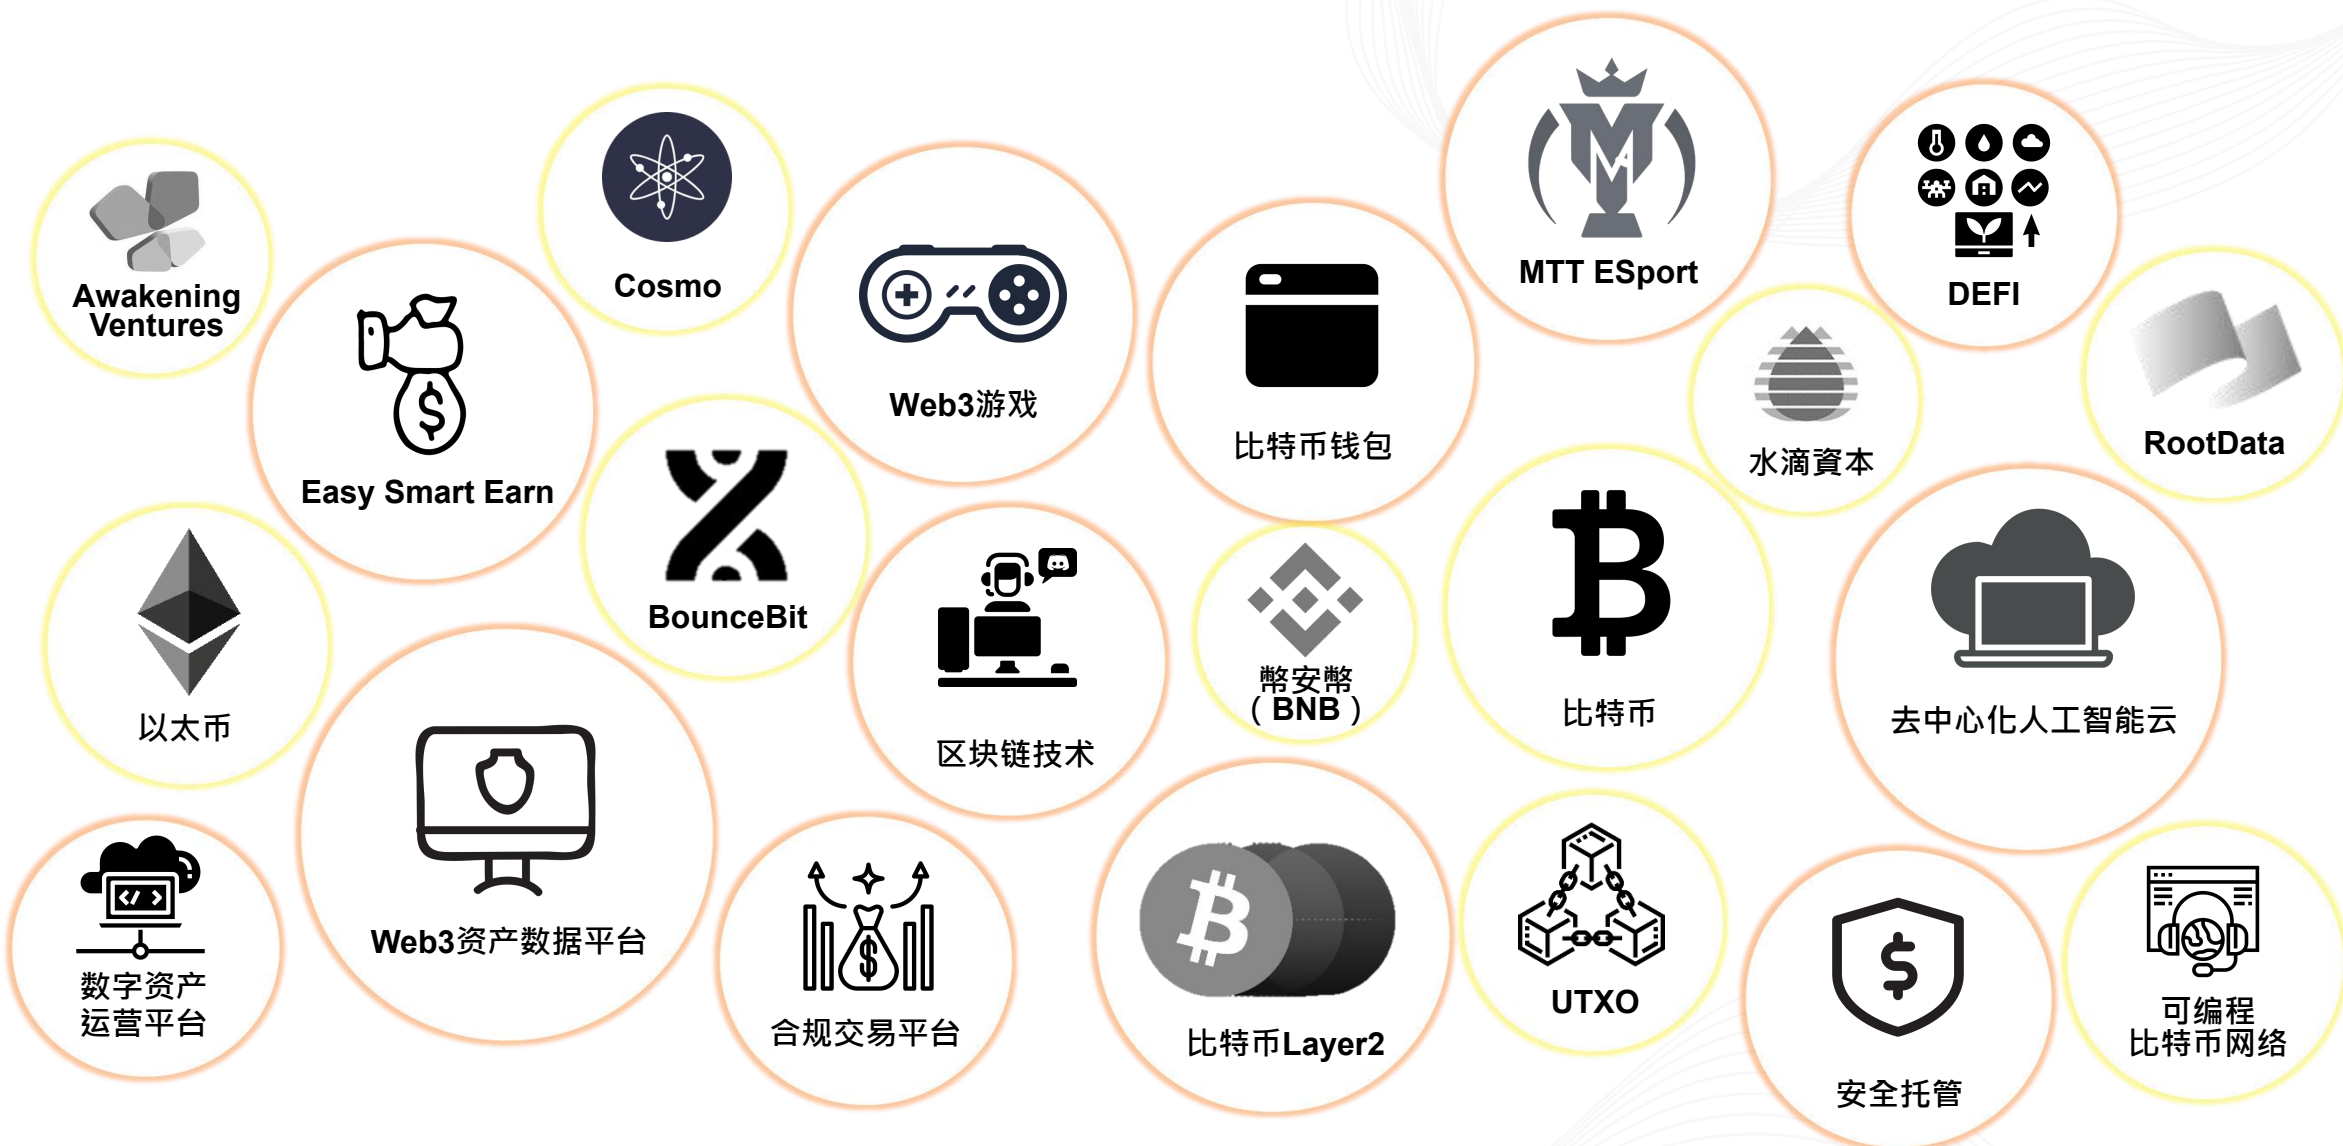 Awakening
Ventures
Easy Smart Earn
Cosmo
Web3游戏
比特币钱包
MTT ESport
DEFI
水滴資本
RootData
以太币
BounceBit
区块链技术
幣安幣
（BNB）
比特币
去中心化人工智能云
数字资产
运营平台
Web3资产数据平台
合规交易平台
比特币Layer2
UTXO
安全托管
可编程
比特币网络